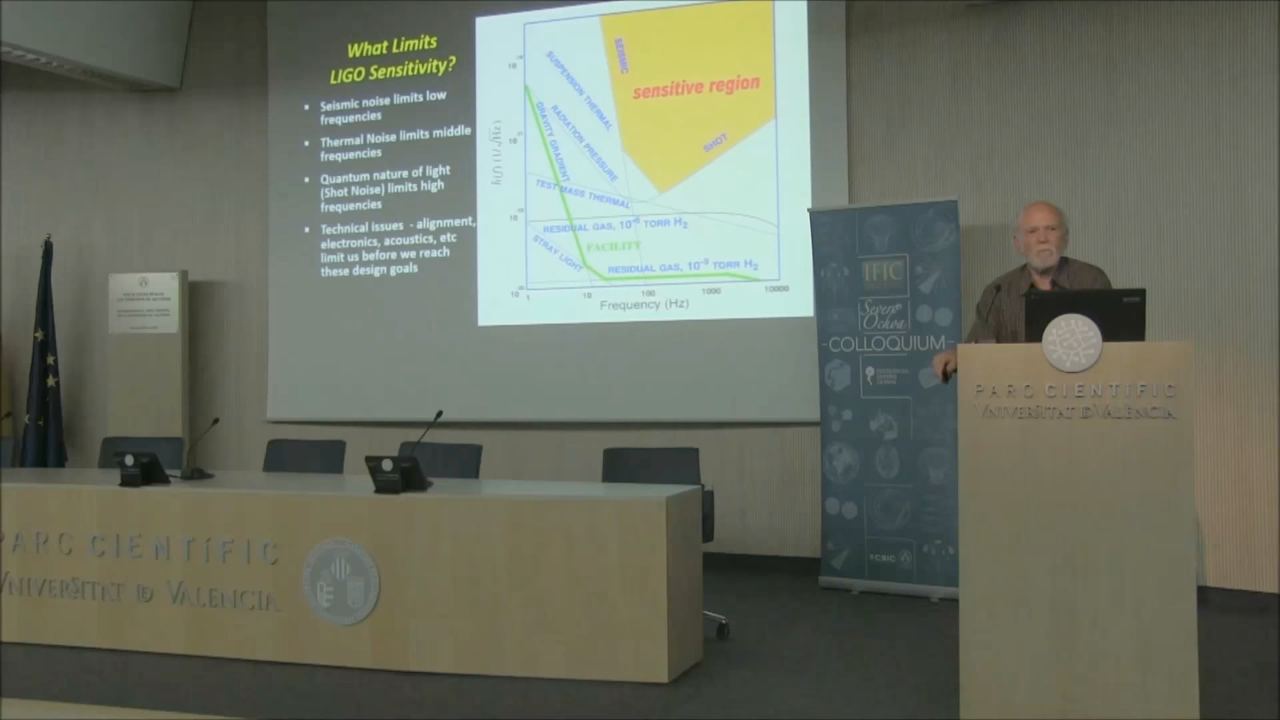 What Limits
LIGO Sensitivity?
Seismic noise limits low
frequencies
Thermal Noise limits middle
frequencies
Quantum nature of light
(Shot Noise) limits high
frequencies
Technical issues - alignment,
electronics, acoustics, etc
limit us before we reach
these design goals
SEISMIC
sensitive region
SUSPENSION THERMAL
RADIATION PRESSURE
GRAVITY GRADIENT
SHOT
TEST MASS THERMAL
RESIDUAL GAS, 10⁻⁶ TORR H₂
FACILITY
STRAY LIGHT
RESIDUAL GAS, 10⁻⁹ TORR H₂
1 10 100 1000 10000
Frequency (Hz)
IFIC
Severo
Ochoa
-COLLOQUIUM-
CSIC
PARC CIENTÍFIC
VNIVERSITAT D VALÈNCIA
PARC CIENTÍFIC
VNIVERSITAT D VALÈNCIA